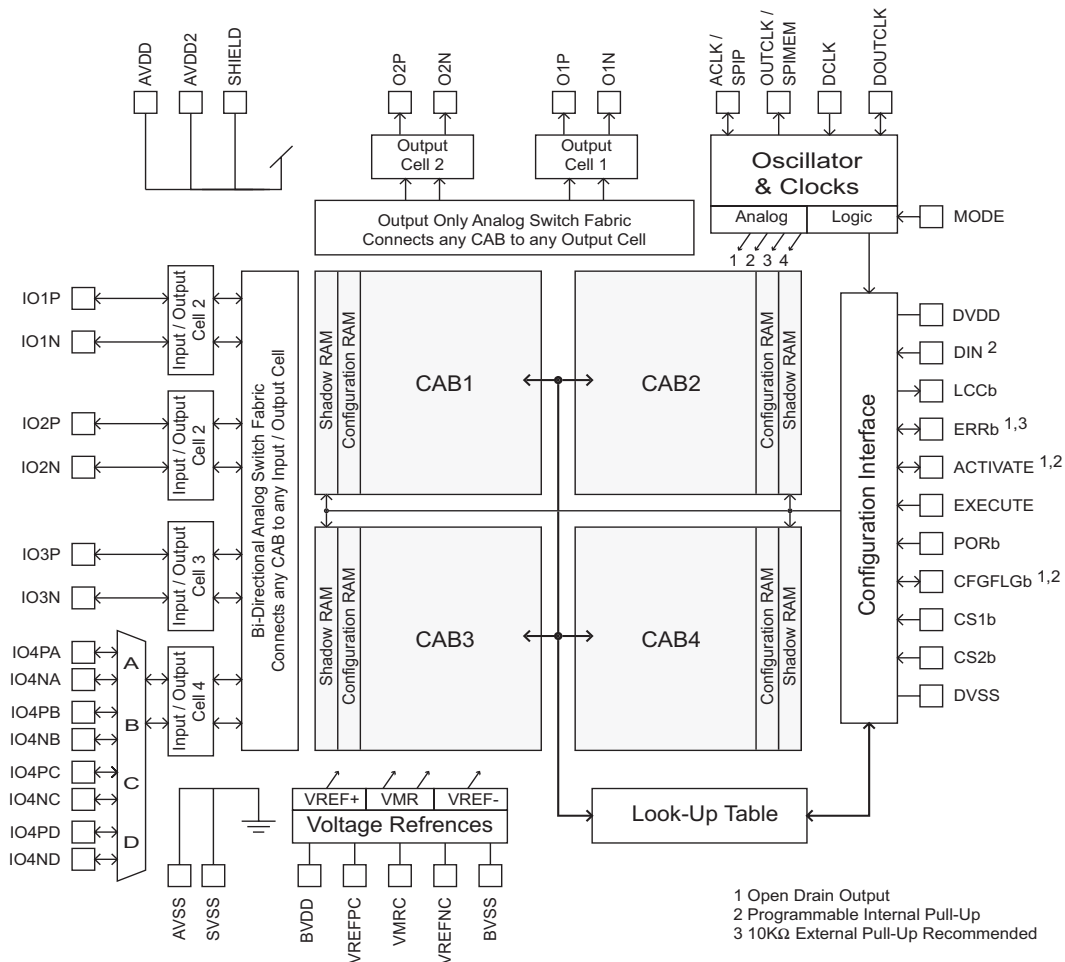 AVDD
AVDD2
SHIELD
O2P
O2N
O1P
O1N
ACLK /
SPIP
OUTCLK /
SPIMEM
DCLK
DOUTCLK
Output
Cell 2
Output
Cell 1
Oscillator
& Clocks
Analog
Logic
MODE
Output Only Analog Switch Fabric
Connects any CAB to any Output Cell
1 2 3 4
IO1P
IO1N
Input / Output
Cell 2
IO2P
IO2N
Input / Output
Cell 2
IO3P
IO3N
Input / Output
Cell 3
IO4PA
IO4NA
IO4PB
IO4NB
IO4PC
IO4NC
IO4PD
IO4ND
A
B
C
D
Input / Output
Cell 4
Bi-Directional Analog Switch Fabric
Connects any CAB to any Input / Output Cell
Shadow RAM
Configuration RAM
CAB1
CAB2
Configuration RAM
Shadow RAM
Shadow RAM
Configuration RAM
CAB3
CAB4
Configuration RAM
Shadow RAM
Configuration Interface
DVDD
DIN 2
LCCb
ERRb 1,3
ACTIVATE 1,2
EXECUTE
PORb
CFGFLGb 1,2
CS1b
CS2b
DVSS
VREF+
VMR
VREF-
Voltage Refrences
Look-Up Table
AVSS
SVSS
BVDD
VREFPC
VMRC
VREFNC
BVSS
1 Open Drain Output
2 Programmable Internal Pull-Up
3 10KΩ External Pull-Up Recommended